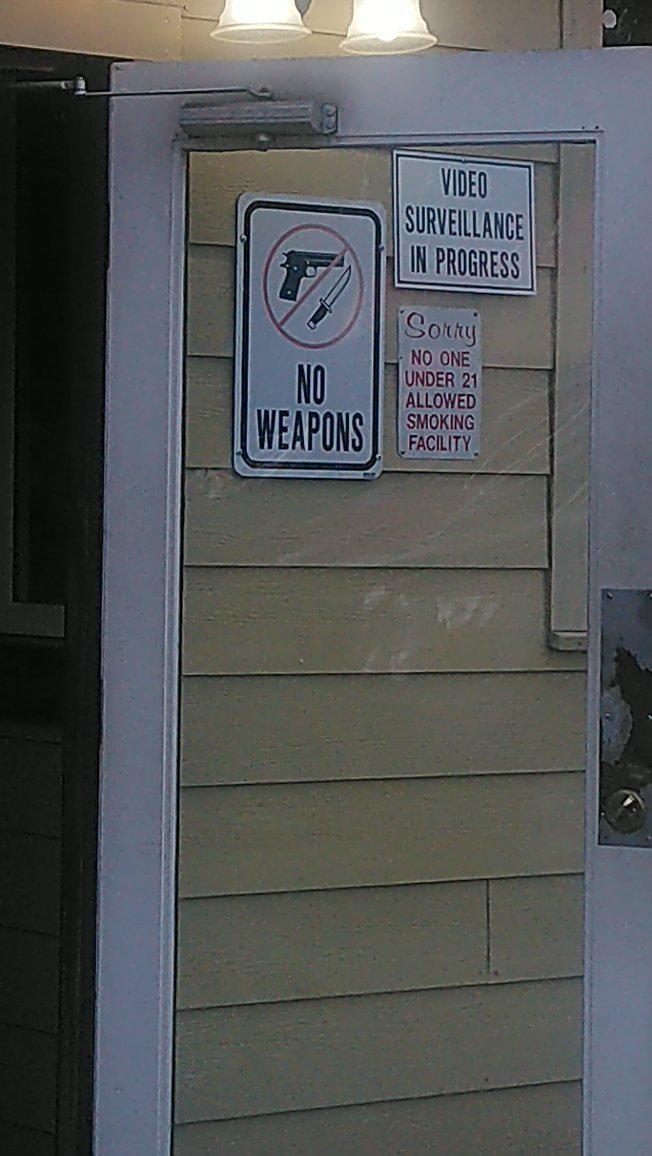 VIDEO
SURVEILLANCE
IN PROGRESS
NO
WEAPONS
Sorry
NO ONE
UNDER 21
ALLOWED
SMOKING
FACILITY